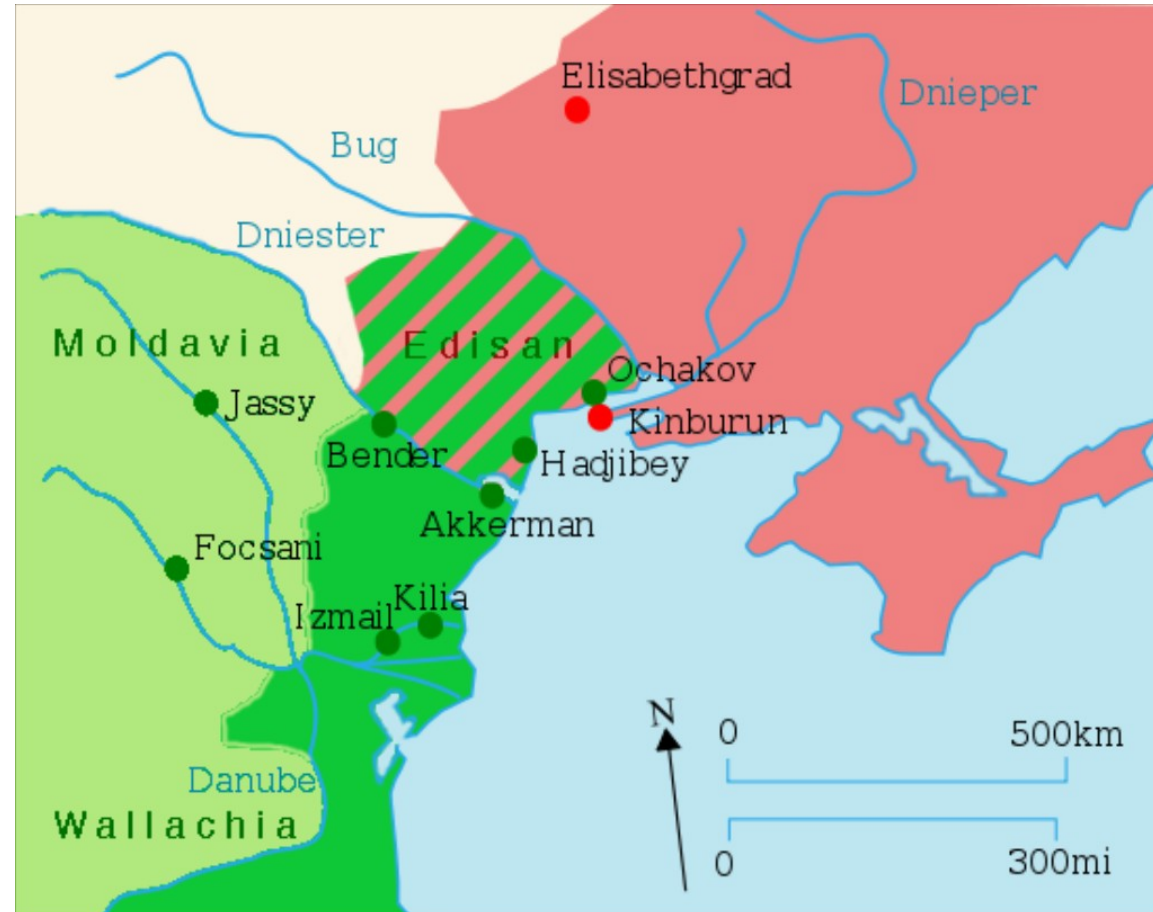 Elisabethgrad
Dnieper
Bug
Dniester
Moldavia
Edisan
Ochakov
Jassy
Kinburun
Bender
Hadjibey
Akkerman
Focsani
Kilia
Izmail
N
0 500km
Danube
Wallachia
0 300mi